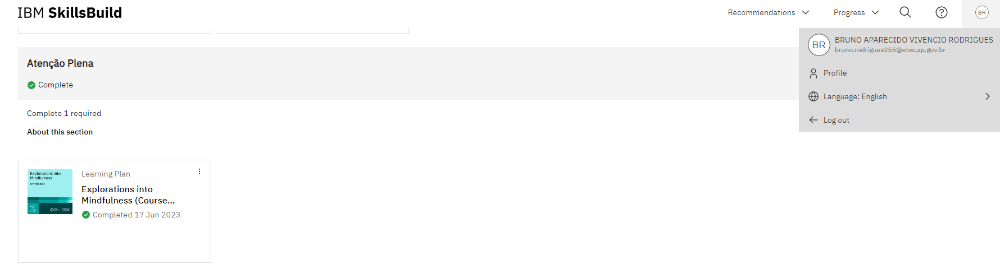 IBM SkillsBuild
Recommendations
Progress
BR
BR
BRUNO APARECIDO VIVENCIO RODRIGUES
bruno.rodrigues255@etec.sp.gov.br
Profile
Language: English
Log out
Atenção Plena
Complete
Complete 1 required
About this section
Explorations into
Mindfulness
IBM SkillsBuild
IBM
Learning Plan
Explorations into
Mindfulness (Course...
Completed 17 Jun 2023